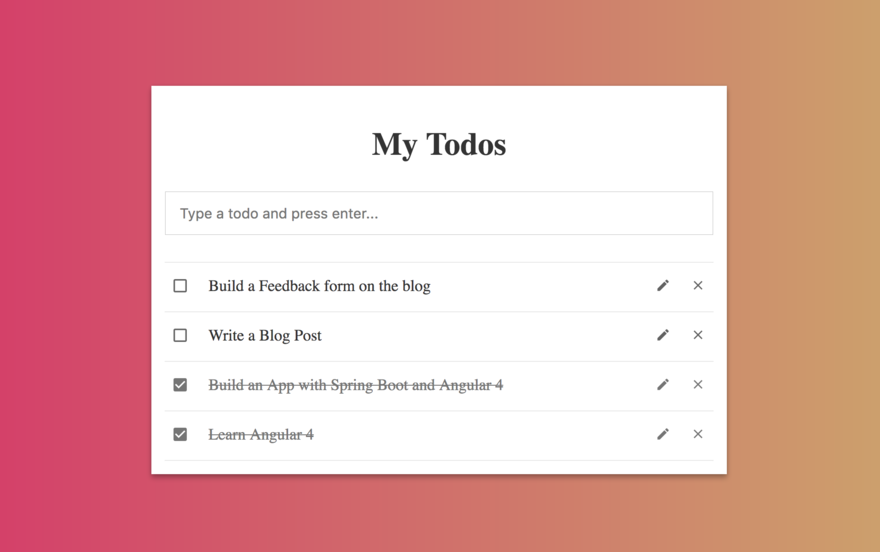 My Todos
Type a todo and press enter...
Build a Feedback form on the blog
Write a Blog Post
Build an App with Spring Boot and Angular 4
Learn Angular 4